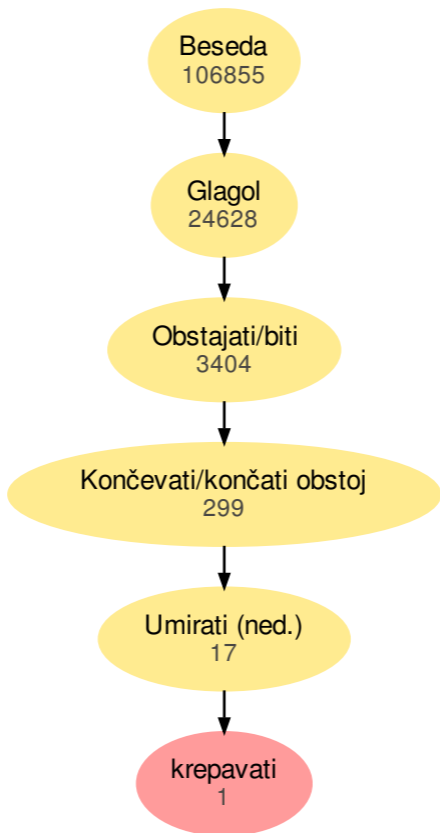 Beseda
106855
Glagol
24628
Obstajati/biti
3404
Končevati/končati obstoj
299
Umirati (ned.)
17
krepavati
1